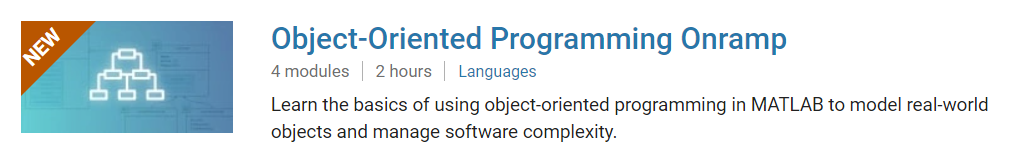 NEW
Object-Oriented Programming Onramp
4 modules | 2 hours | Languages
Learn the basics of using object-oriented programming in MATLAB to model real-world
objects and manage software complexity.